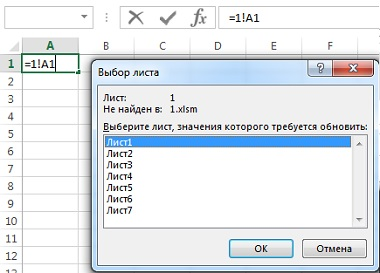 fx =1!A1
A B C D E F
1 =1!A1
2
3
4
5
6
7
8
9
10
11
12
13
Выбор листа
?
Лист: 1
Не найден в: 1.xlsm
Выберите лист, значения которого требуется обновить:
Лист1
Лист2
Лист3
Лист4
Лист5
Лист6
Лист7
ОК Отмена